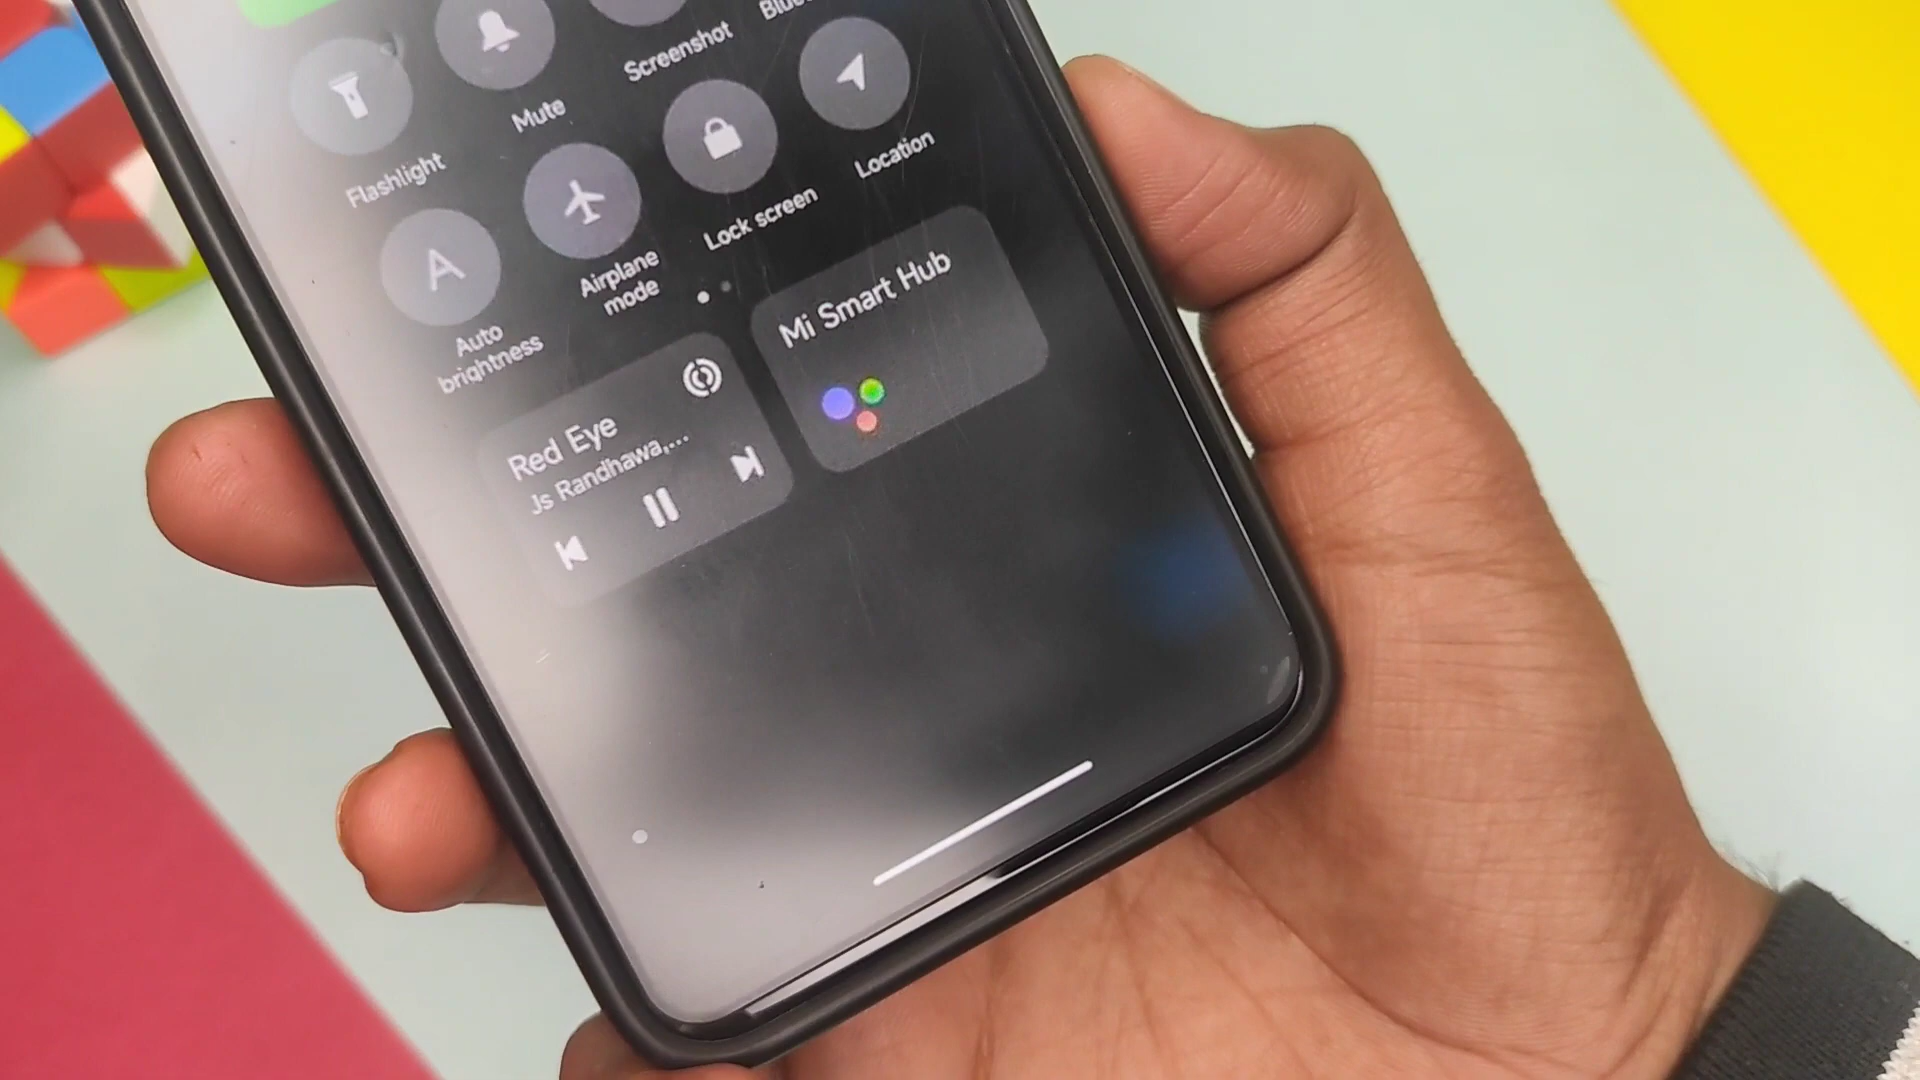 Screenshot
Mute
Flashlight
Location
Lock screen
Airplane
mode
Auto
brightness
Mi Smart Hub
Red Eye
Js Randhawa,...